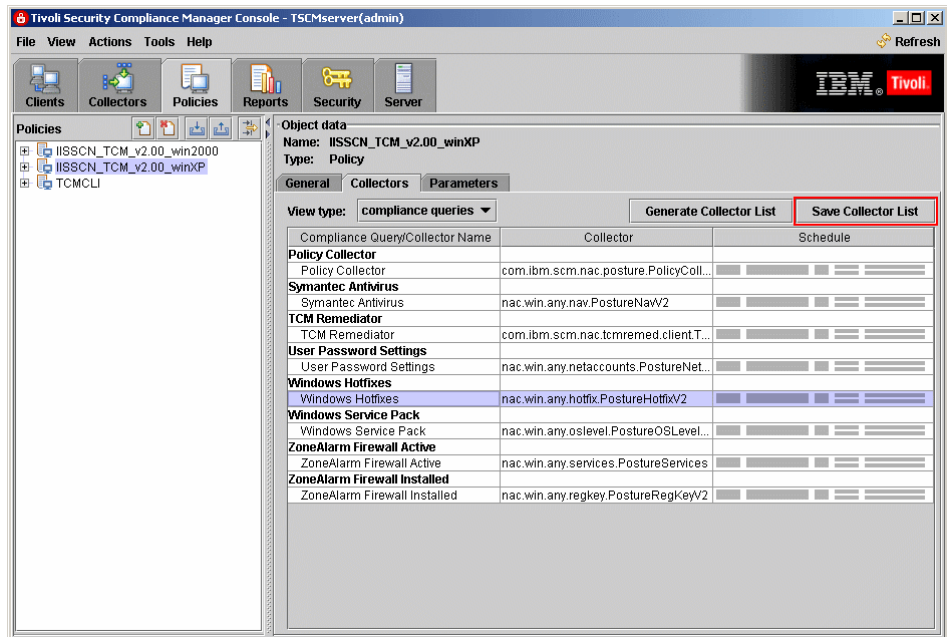 Tivoli Security Compliance Manager Console - TSCMserver(admin)
File View Actions Tools Help
Refresh
Clients Collectors Policies Reports Security Server
IBM® Tivoli.
Policies
IISSCN_TCM_v2.00_win2000
IISSCN_TCM_v2.00_winXP
TCMCLI
Object data
Name: IISSCN_TCM_v2.00_winXP
Type: Policy
General Collectors Parameters
View type: compliance queries Generate Collector List Save Collector List
Compliance Query/Collector Name Collector Schedule
Policy Collector
Policy Collector com.ibm.scm.nac.posture.PolicyColl...
Symantec Antivirus
Symantec Antivirus nac.win.any.nav.PostureNavV2
TCM Remediator
TCM Remediator com.ibm.scm.nac.tcmremed.client.T...
User Password Settings
User Password Settings nac.win.any.netaccounts.PostureNet...
Windows Hotfixes
Windows Hotfixes nac.win.any.hotfix.PostureHotfixV2
Windows Service Pack
Windows Service Pack nac.win.any.oslevel.PostureOSLevel...
ZoneAlarm Firewall Active
ZoneAlarm Firewall Active nac.win.any.services.PostureServices
ZoneAlarm Firewall Installed
ZoneAlarm Firewall Installed nac.win.any.regkey.PostureRegKeyV2